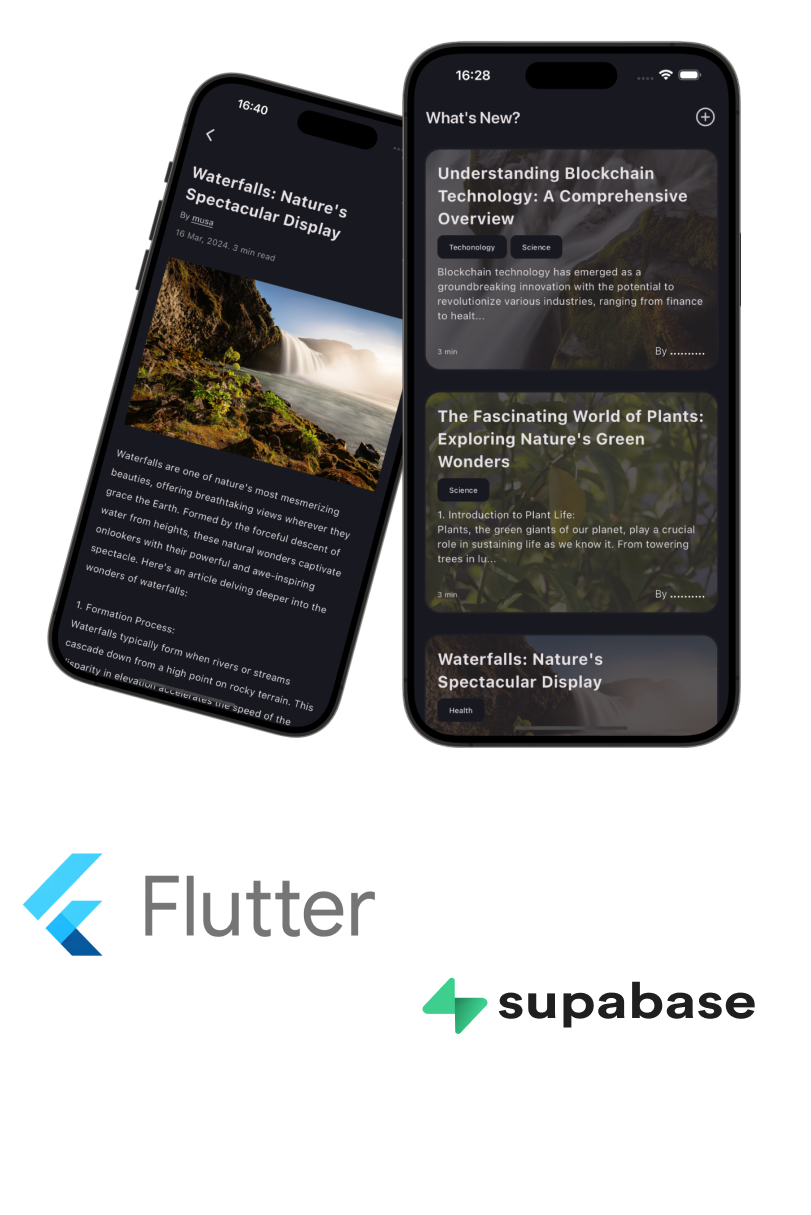 16:40
Waterfalls: Nature's
Spectacular Display
By musa
16 Mar, 2024. 3 min read
Waterfalls are one of nature's most mesmerizing
beauties, offering breathtaking views wherever they
grace the Earth. Formed by the forceful descent of
water from heights, these natural wonders captivate
onlookers with their powerful and awe-inspiring
spectacle. Here's an article delving deeper into the
wonders of waterfalls:
1. Formation Process:
Waterfalls typically form when rivers or streams
cascade down from a high point on rocky terrain. This
disparity in elevation accelerates the speed of the
16:28
What's New?
Understanding Blockchain
Technology: A Comprehensive
Overview
Techonology Science
Blockchain technology has emerged as a
groundbreaking innovation with the potential to
revolutionize various industries, ranging from finance
to healt...
3 min By ..........
The Fascinating World of Plants:
Exploring Nature's Green
Wonders
Science
1. Introduction to Plant Life:
Plants, the green giants of our planet, play a crucial
role in sustaining life as we know it. From towering
trees in lu...
3 min By ..........
Waterfalls: Nature's
Spectacular Display
Health
Flutter
supabase